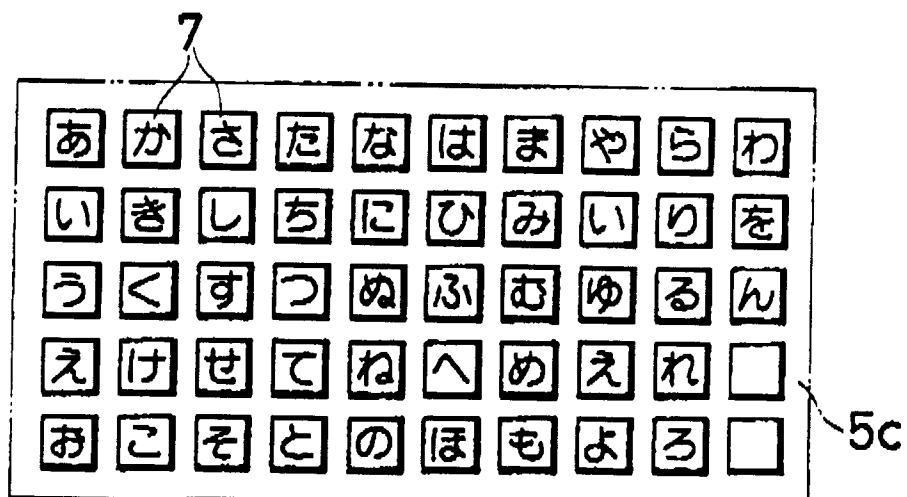 7
あ か さ た な は ま や ら わ
い き し ち に ひ み い り を
う く す つ ぬ ふ む ゆ る ん
え け せ て ね へ め え れ
お こ そ と の ほ も よ ろ
5c